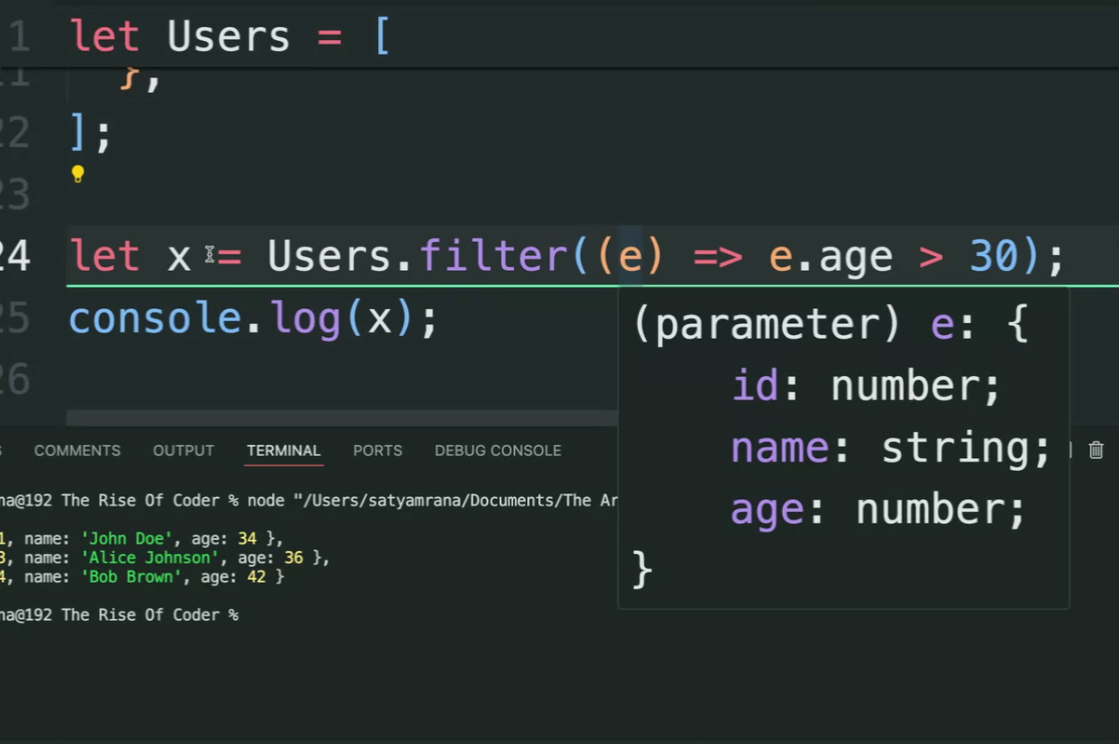 1 let Users = [
},
22 ];
23
24 let x = Users.filter((e) => e.age > 30);
25 console.log(x);
26
(parameter) e: {
id: number;
name: string;
age: number;
}
COMMENTS OUTPUT TERMINAL PORTS DEBUG CONSOLE
na@192 The Rise Of Coder % node "/Users/satyamrana/Documents/The Ar
1, name: 'John Doe', age: 34 },
3, name: 'Alice Johnson', age: 36 },
4, name: 'Bob Brown', age: 42 }
na@192 The Rise Of Coder %